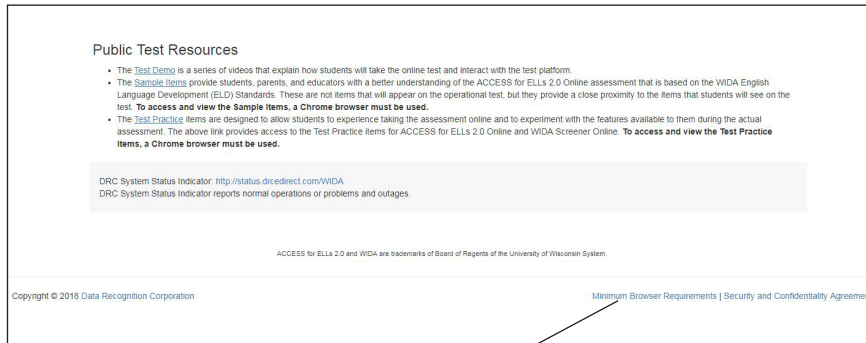 Public Test Resources
• The Test Demo is a series of videos that explain how students will take the online test and interact with the test platform.
• The Sample Items provide students, parents, and educators with a better understanding of the ACCESS for ELLs 2.0 Online assessment that is based on the WIDA English
Language Development (ELD) Standards. These are not items that will appear on the operational test, but they provide a close proximity to the items that students will see on the
test. To access and view the Sample Items, a Chrome browser must be used.
• The Test Practice items are designed to allow students to experience taking the assessment online and to experiment with the features available to them during the actual
assessment. The above link provides access to the Test Practice items for ACCESS for ELLs 2.0 Online and WIDA Screener Online. To access and view the Test Practice
Items, a Chrome browser must be used.
DRC System Status Indicator: http://status.drcedirect.com/WIDA
DRC System Status Indicator reports normal operations or problems and outages.
ACCESS for ELLs 2.0 and WIDA are trademarks of Board of Regents of the University of Wisconsin System.
Copyright © 2018 Data Recognition Corporation
Minimum Browser Requirements | Security and Confidentiality Agreeme